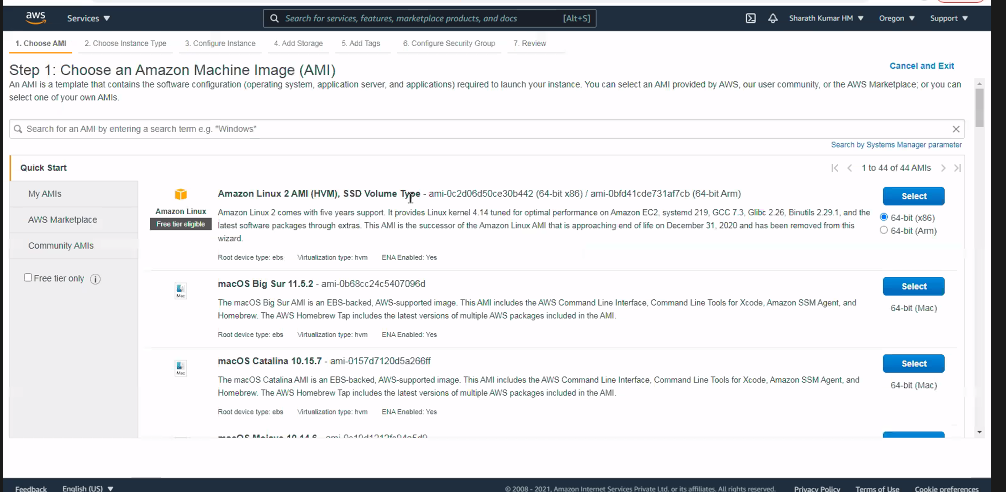 aws Services ▼ Search for services, features, marketplace products, and docs [Alt+S] Sharath Kumar HM ▼ Oregon ▼ Support ▼
1. Choose AMI 2. Choose Instance Type 3. Configure Instance 4. Add Storage 5. Add Tags 6. Configure Security Group 7. Review
Step 1: Choose an Amazon Machine Image (AMI)
Cancel and Exit
An AMI is a template that contains the software configuration (operating system, application server, and applications) required to launch your instance. You can select an AMI provided by AWS, our user community, or the AWS Marketplace; or you can
select one of your own AMIs.
Search for an AMI by entering a search term e.g. "Windows"
Search by Systems Manager parameter
Quick Start
1 to 44 of 44 AMIs
My AMIs
AWS Marketplace
Community AMIs
Free tier only
Amazon Linux
Free tier eligible
Amazon Linux 2 AMI (HVM), SSD Volume Type - ami-0c2d06d50ce30b442 (64-bit x86) / ami-0bfd41cde731af7cb (64-bit Arm)
Amazon Linux 2 comes with five years support. It provides Linux kernel 4.14 tuned for optimal performance on Amazon EC2, systemd 219, GCC 7.3, Glibc 2.26, Binutils 2.29.1, and the
latest software packages through extras. This AMI is the successor of the Amazon Linux AMI that is approaching end of life on December 31, 2020 and has been removed from this
wizard.
Root device type: ebs Virtualization type: hvm ENA Enabled: Yes
Select
64-bit (x86)
64-bit (Arm)
Mac
macOS Big Sur 11.5.2 - ami-0b68cc24c5407096d
The macOS Big Sur AMI is an EBS-backed, AWS-supported image. This AMI includes the AWS Command Line Interface, Command Line Tools for Xcode, Amazon SSM Agent, and
Homebrew. The AWS Homebrew Tap includes the latest versions of multiple AWS packages included in the AMI.
Root device type: ebs Virtualization type: hvm ENA Enabled: Yes
Select
64-bit (Mac)
Mac
macOS Catalina 10.15.7 - ami-0157d7120d5a266ff
The macOS Catalina AMI is an EBS-backed, AWS-supported image. This AMI includes the AWS Command Line Interface, Command Line Tools for Xcode, Amazon SSM Agent, and
Homebrew. The AWS Homebrew Tap includes the latest versions of multiple AWS packages included in the AMI.
Root device type: ebs Virtualization type: hvm ENA Enabled: Yes
Select
64-bit (Mac)
Feedback English (US) ▼ © 2008 - 2021, Amazon Internet Services Private Ltd. or its affiliates. All rights reserved. Privacy Policy Terms of Use Cookie preferences